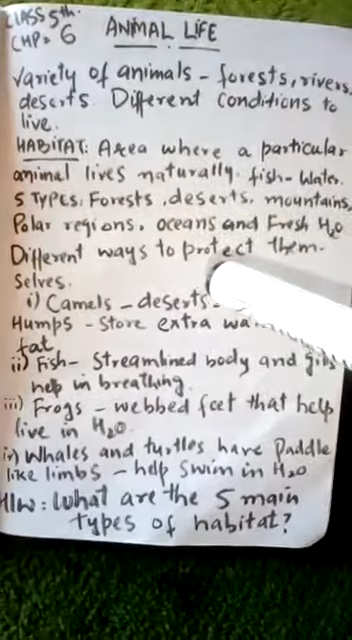 CLASS 5th.
CHP= 6 ANIMAL LIFE
Variety of animals - forests, rivers,
deserts. Different conditions to
live.
HABITAT: Area where a particular
animal lives naturally. fish-Water.
5 TYPES: Forests, deserts, mountains,
Polar regions, oceans and Fresh H2O
Different ways to protect them-
selves.
i) Camels - deserts-
Humps - Store extra
fat
ii) Fish- Streamlined body and gills
help in breathing.
iii) Frogs - webbed feet that help
live in H2O.
iv) Whales and turtles have Paddle
like limbs - help swim in H2O
H/W: What are the 5 main
types of habitat?